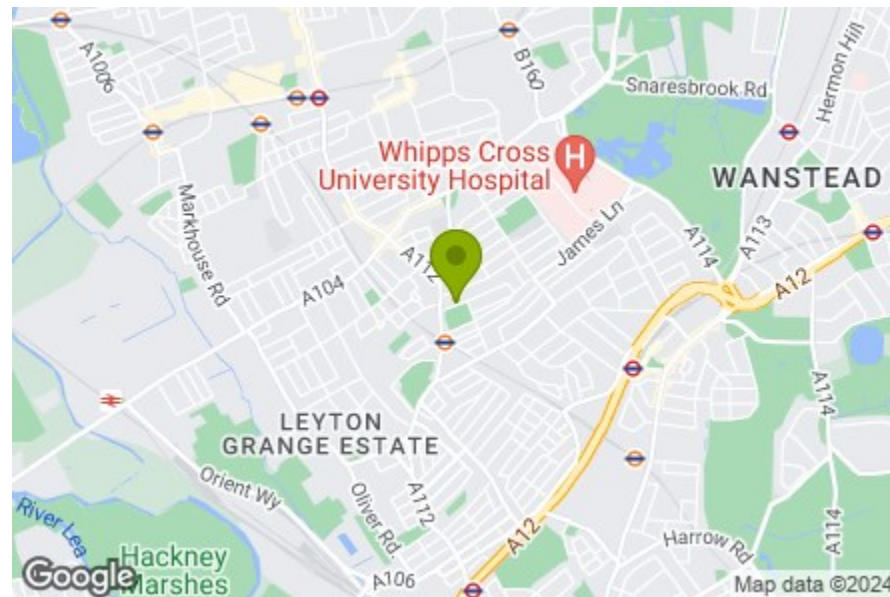 A1006
B160
Snaresbrook Rd
Hermon Hill
Whipps Cross
University Hospital
H
WANSTEAD
Markhouse Rd
A112
James Ln
A114
A113
A104
A12
LEYTON
GRANGE ESTATE
A114
Orient Wy
Oliver Rd.
A112
River Lea
A12
Harrow Rd
A114
Hackney
Marshes
A106
Google
Map data ©2024